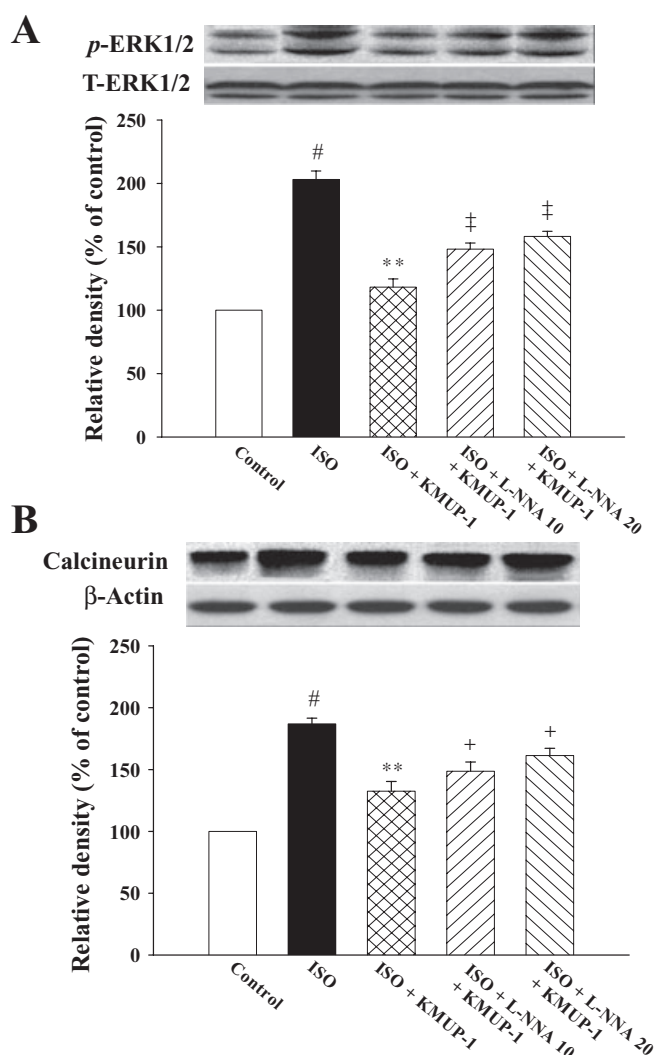 A
p-ERK1/2
T-ERK1/2
250
200
150
100
50
0
Relative density (% of control)
#
**
‡
‡
Control
ISO
ISO + KMUP-1
ISO + L-NNA 10
+ KMUP-1
ISO + L-NNA 20
+ KMUP-1
B
Calcineurin
β-Actin
250
200
150
100
50
0
Relative density (% of control)
#
**
+
+
Control
ISO
ISO + KMUP-1
ISO + L-NNA 10
+ KMUP-1
ISO + L-NNA 20
+ KMUP-1